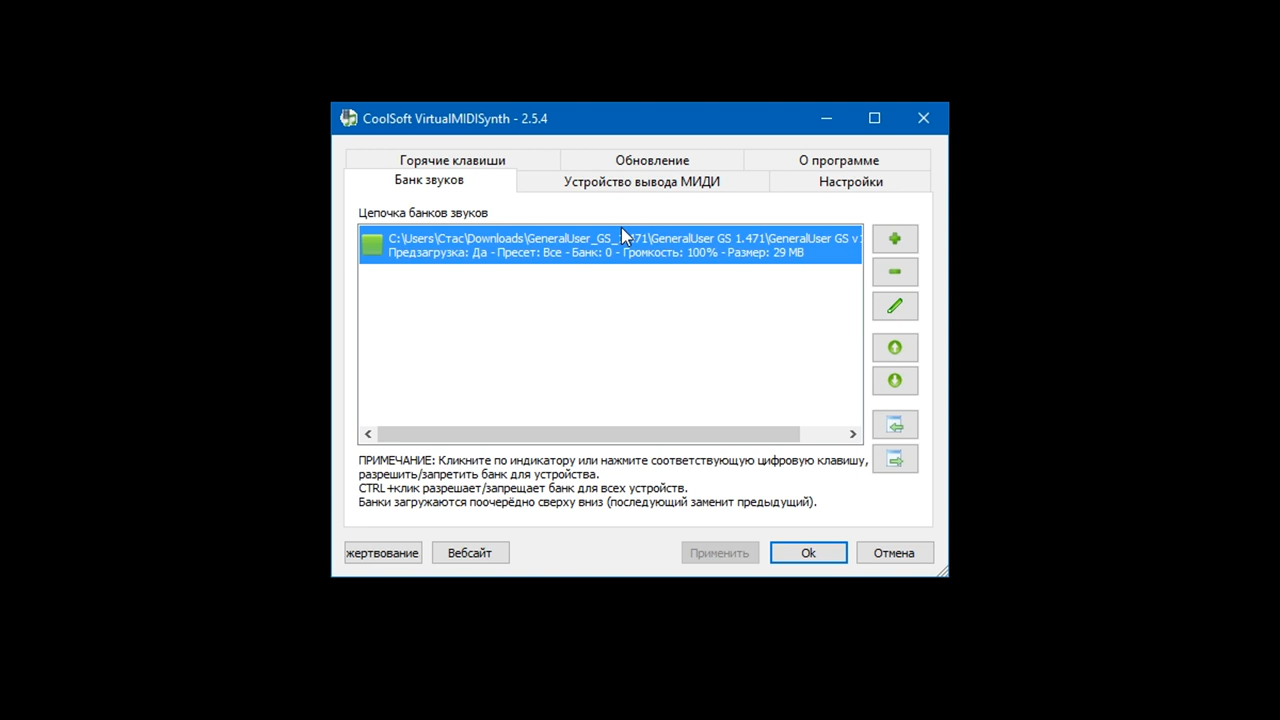 CoolSoft VirtualMIDISynth - 2.5.4
Горячие клавиши Обновление О программе
Банк звуков Устройство вывода МИДИ Настройки
Цепочка банков звуков
C:\Users\Стас\Downloads\GeneralUser_GS_1.471\GeneralUser GS 1.471\GeneralUser GS v
Предзагрузка: Да - Пресет: Все - Банк: 0 - Громкость: 100% - Размер: 29 MB
ПРИМЕЧАНИЕ: Кликните по индикатору или нажмите соответствующую цифровую клавишу,
разрешить/запретить банк для устройства.
CTRL+клик разрешает/запрещает банк для всех устройств.
Банки загружаются поочерёдно сверху вниз (последующий заменит предыдущий).
жертвование Вебсайт Применить Ok Отмена